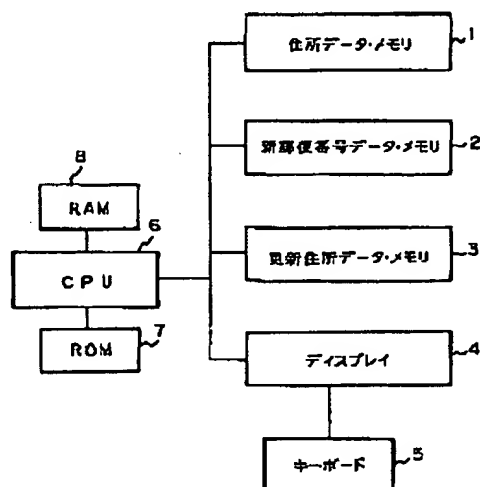 住所データ・メモリ
1
新郵便番号データ・メモリ
2
更新住所データ・メモリ
3
ディスプレイ
4
キーボード
5
RAM
8
CPU
6
ROM
7